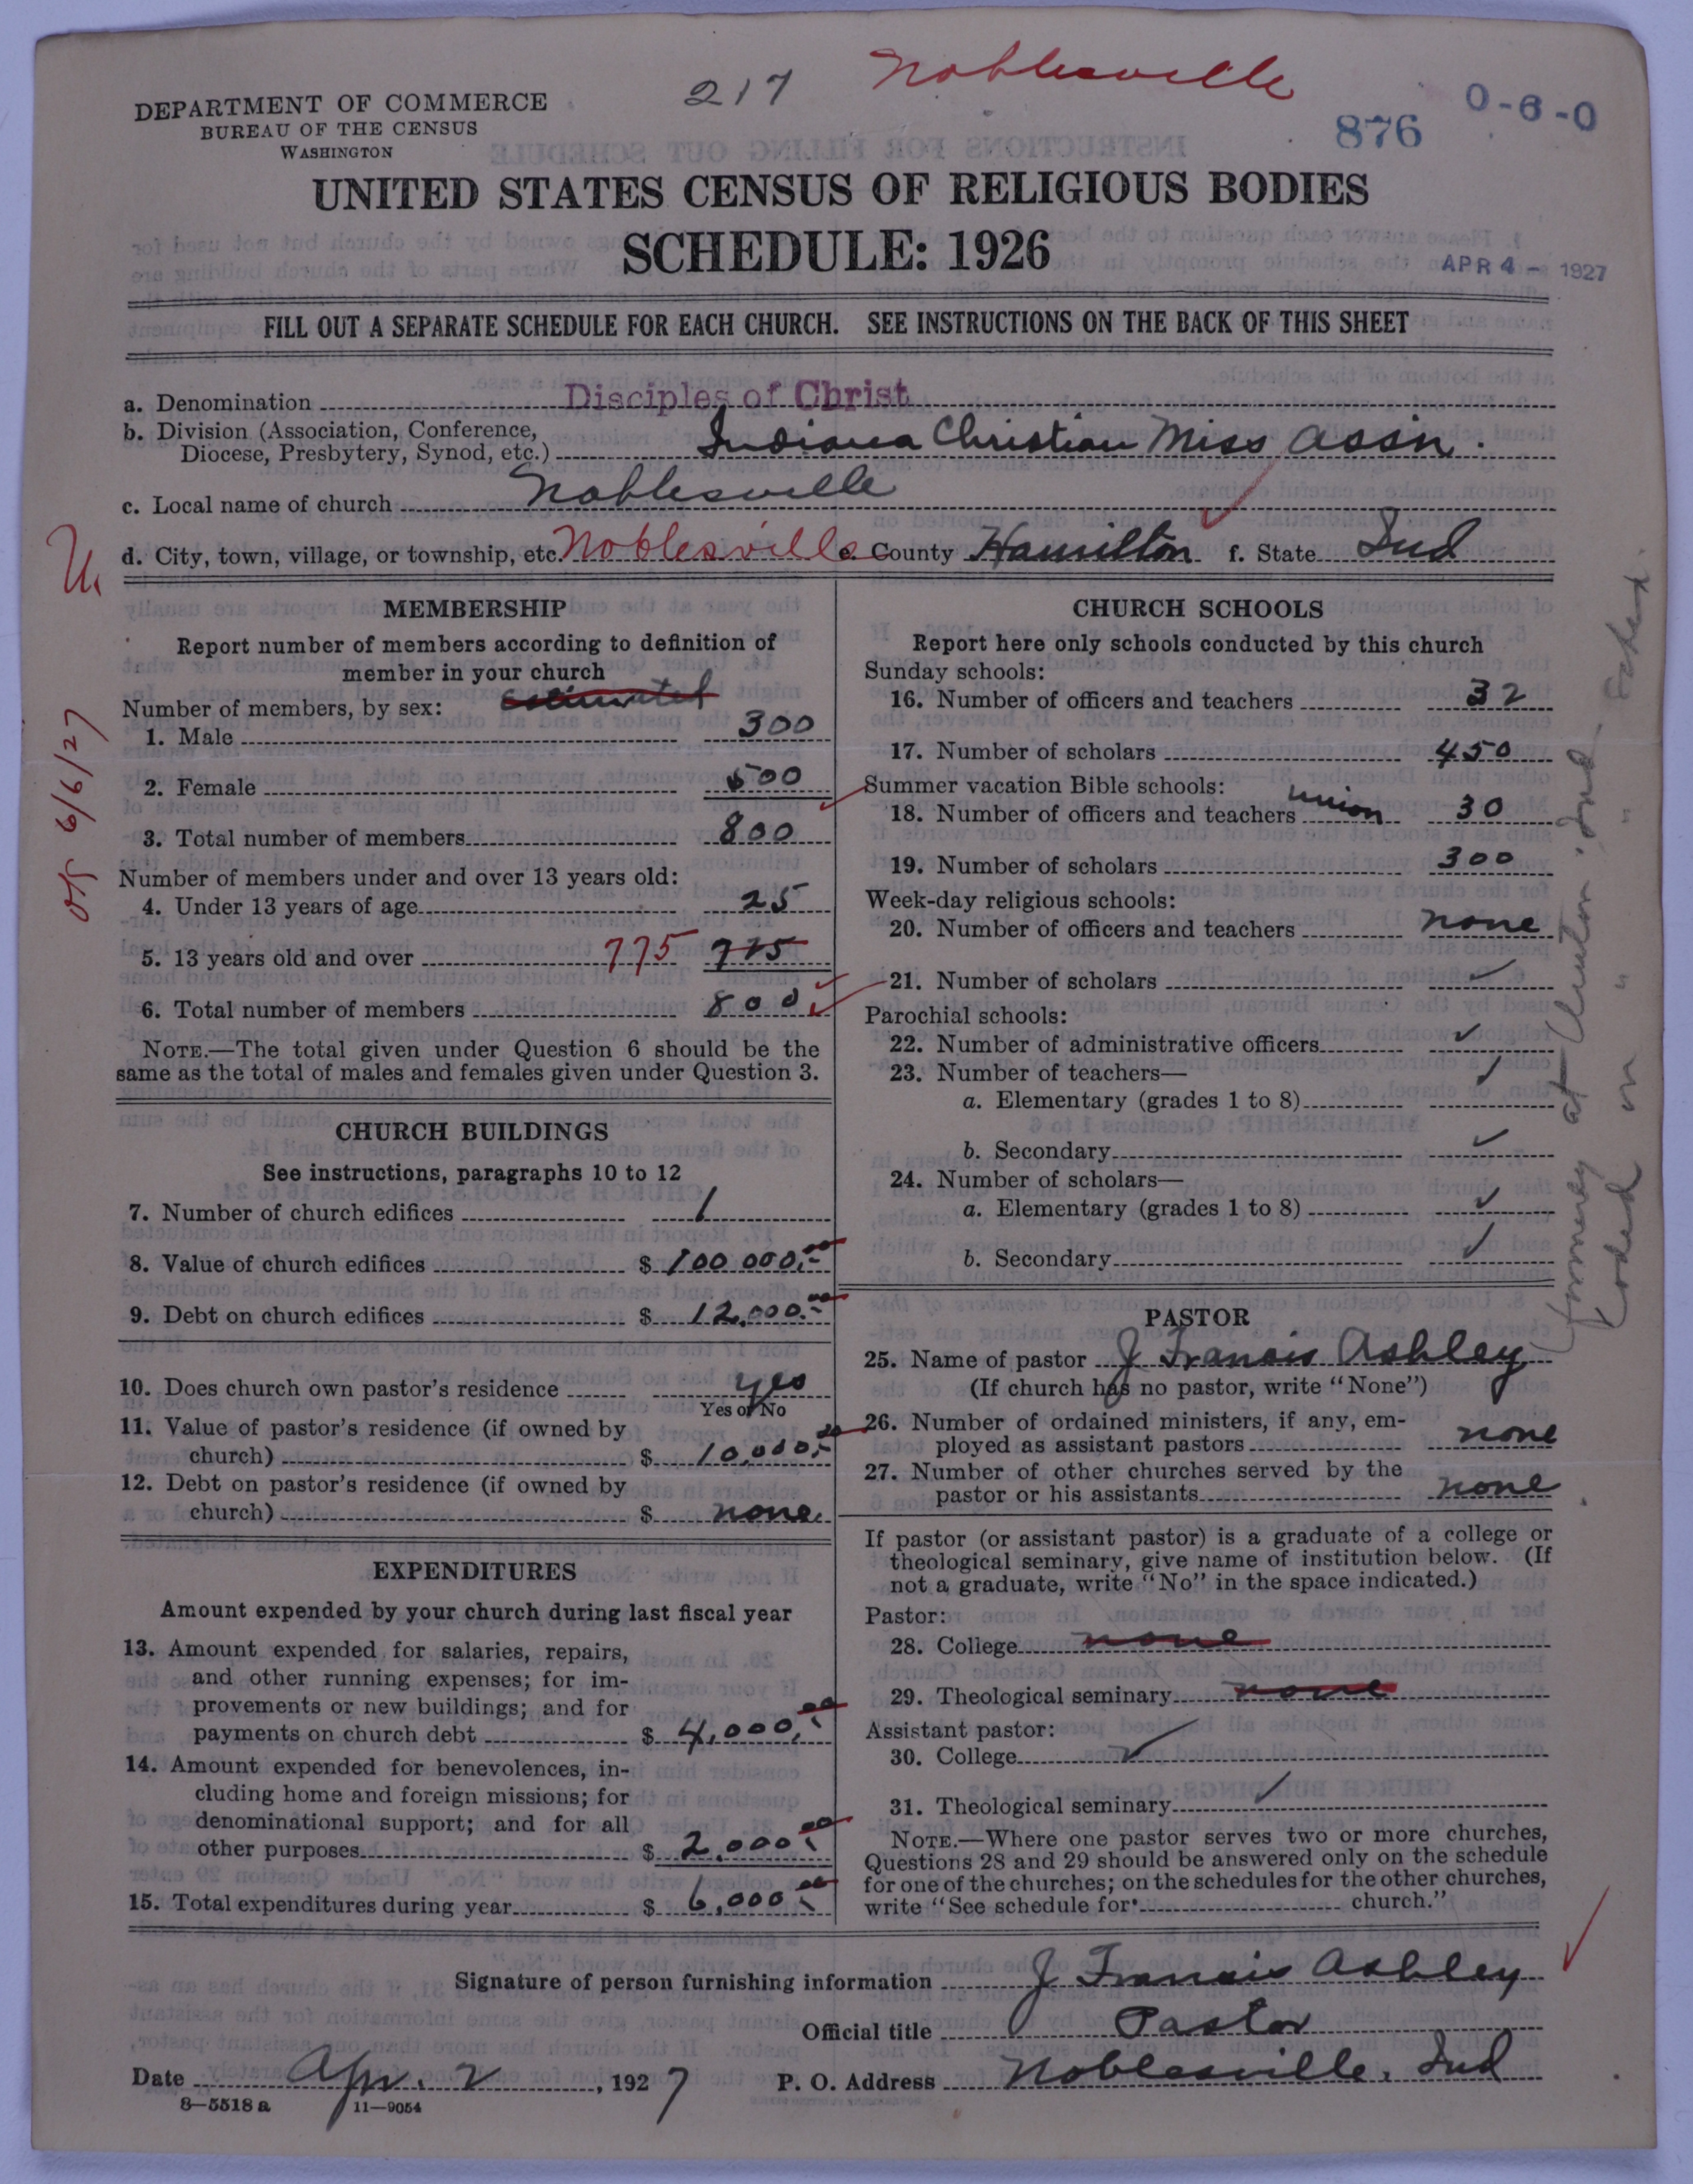 217 Noblesville
876 0-6-0
DEPARTMENT OF COMMERCE
BUREAU OF THE CENSUS
WASHINGTON
UNITED STATES CENSUS OF RELIGIOUS BODIES
SCHEDULE: 1926
APR 4 - 1927
FILL OUT A SEPARATE SCHEDULE FOR EACH CHURCH. SEE INSTRUCTIONS ON THE BACK OF THIS SHEET
a. Denomination Disciples of Christ
b. Division (Association, Conference,
Diocese, Presbytery, Synod, etc.) Indiana Christian Miss Assn.
c. Local name of church Noblesville
d. City, town, village, or township, etc. Noblesville e. County Hamilton f. State Ind
MEMBERSHIP
Report number of members according to definition of
member in your church
estimated
Number of members, by sex:
1. Male 300
2. Female 500
3. Total number of members 800
Number of members under and over 13 years old:
4. Under 13 years of age 25
5. 13 years old and over 775 775
6. Total number of members 800
NOTE.—The total given under Question 6 should be the
same as the total of males and females given under Question 3.
CHURCH BUILDINGS
See instructions, paragraphs 10 to 12
7. Number of church edifices 1
8. Value of church edifices $ 100 000.00
9. Debt on church edifices $ 12,000.00
10. Does church own pastor's residence yes
Yes or No
11. Value of pastor's residence (if owned by
church) $ 10,000.00
12. Debt on pastor's residence (if owned by
church) $ none
EXPENDITURES
Amount expended by your church during last fiscal year
13. Amount expended for salaries, repairs,
and other running expenses; for im-
provements or new buildings; and for
payments on church debt $ 4,000.00
14. Amount expended for benevolences, in-
cluding home and foreign missions; for
denominational support; and for all
other purposes $ 2,000.00
15. Total expenditures during year $ 6,000.00
CHURCH SCHOOLS
Report here only schools conducted by this church
Sunday schools:
16. Number of officers and teachers 32
17. Number of scholars 450
Summer vacation Bible schools:
18. Number of officers and teachers union 30
19. Number of scholars 300
Week-day religious schools:
20. Number of officers and teachers none
21. Number of scholars ✓
Parochial schools:
22. Number of administrative officers ✓
23. Number of teachers— ✓
a. Elementary (grades 1 to 8)
b. Secondary ✓
24. Number of scholars—
a. Elementary (grades 1 to 8) ✓
b. Secondary ✓
PASTOR
25. Name of pastor J Francis Ashley
(If church has no pastor, write "None")
26. Number of ordained ministers, if any, em-
ployed as assistant pastors none
27. Number of other churches served by the
pastor or his assistants none
If pastor (or assistant pastor) is a graduate of a college or
theological seminary, give name of institution below. (If
not a graduate, write "No" in the space indicated.)
Pastor:
28. College none
29. Theological seminary none
Assistant pastor:
30. College ✓
31. Theological seminary ✓
NOTE.—Where one pastor serves two or more churches,
Questions 28 and 29 should be answered only on the schedule
for one of the churches; on the schedules for the other churches,
write "See schedule for church."
Signature of person furnishing information J Francis Ashley
Official title Pastor
Date Apr. 2, 1927 P. O. Address Noblesville, Ind
8—5518 a 11—9054
6/6/27
at Clinton, Ind
on " "